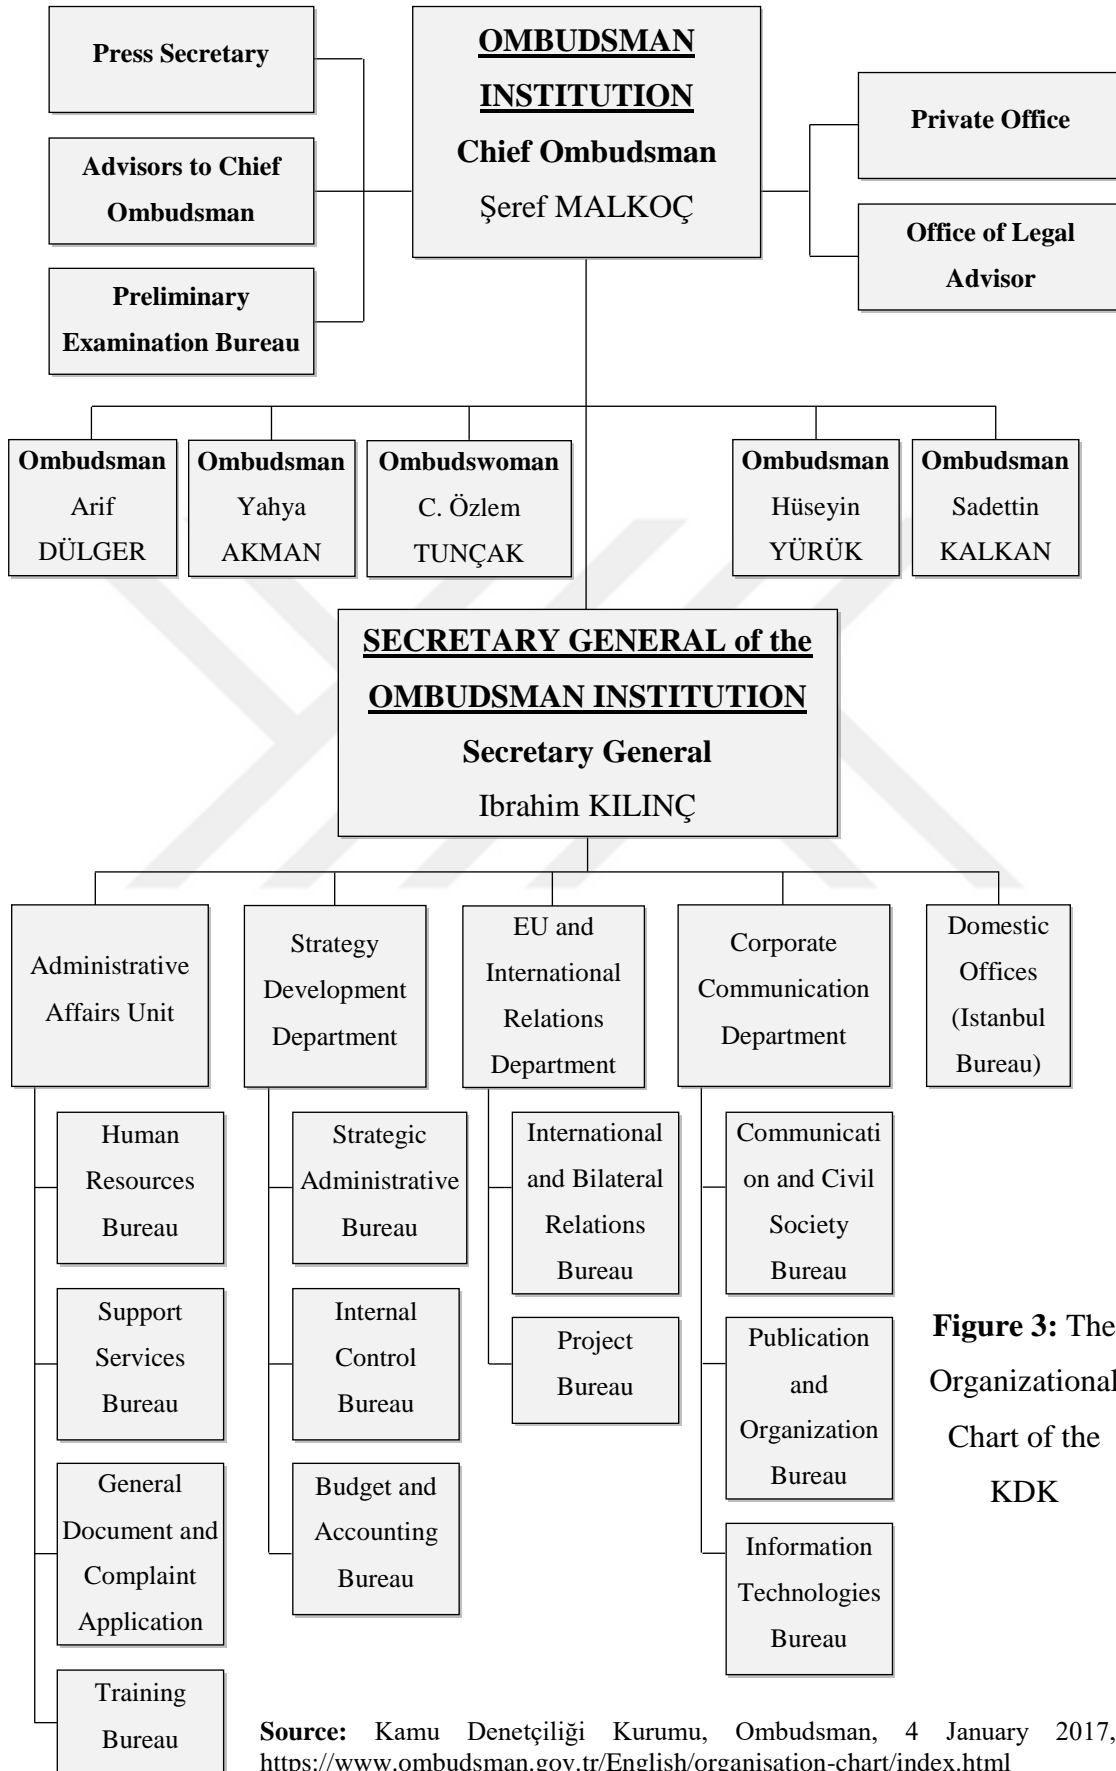 Press Secretary
Advisors to Chief
Ombudsman
Preliminary
Examination Bureau
OMBUDSMAN
INSTITUTION
Chief Ombudsman
Şeref MALKOÇ
Private Office
Office of Legal
Advisor
Ombudsman
Arif
DÜLGER
Ombudsman
Yahya
AKMAN
Ombudswoman
C. Özlem
TUNÇAK
Ombudsman
Hüseyin
YÜRÜK
Ombudsman
Sadettin
KALKAN
SECRETARY GENERAL of the
OMBUDSMAN INSTITUTION
Secretary General
Ibrahim KILINÇ
Administrative
Affairs Unit
Strategy
Development
Department
EU and
International
Relations
Department
Corporate
Communication
Department
Domestic
Offices
(Istanbul
Bureau)
Human
Resources
Bureau
Support
Services
Bureau
General
Document and
Complaint
Application
Training
Bureau
Strategic
Administrative
Bureau
Internal
Control
Bureau
Budget and
Accounting
Bureau
International
and Bilateral
Relations
Bureau
Project
Bureau
Communicati
on and Civil
Society
Bureau
Publication
and
Organization
Bureau
Information
Technologies
Bureau
Figure 3: The
Organizational
Chart of the
KDK
Source: Kamu Denetçiliği Kurumu, Ombudsman, 4 January 2017,
https://www.ombudsman.gov.tr/English/organisation-chart/index.html